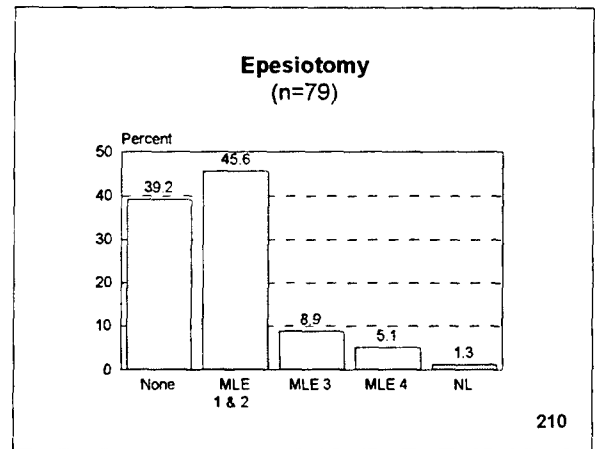 Epesiotomy
(n=79)
Percent
50
40
30
20
10
0
39.2
45.6
8.9
5.1
1.3
None
MLE
1 & 2
MLE 3
MLE 4
NL
210